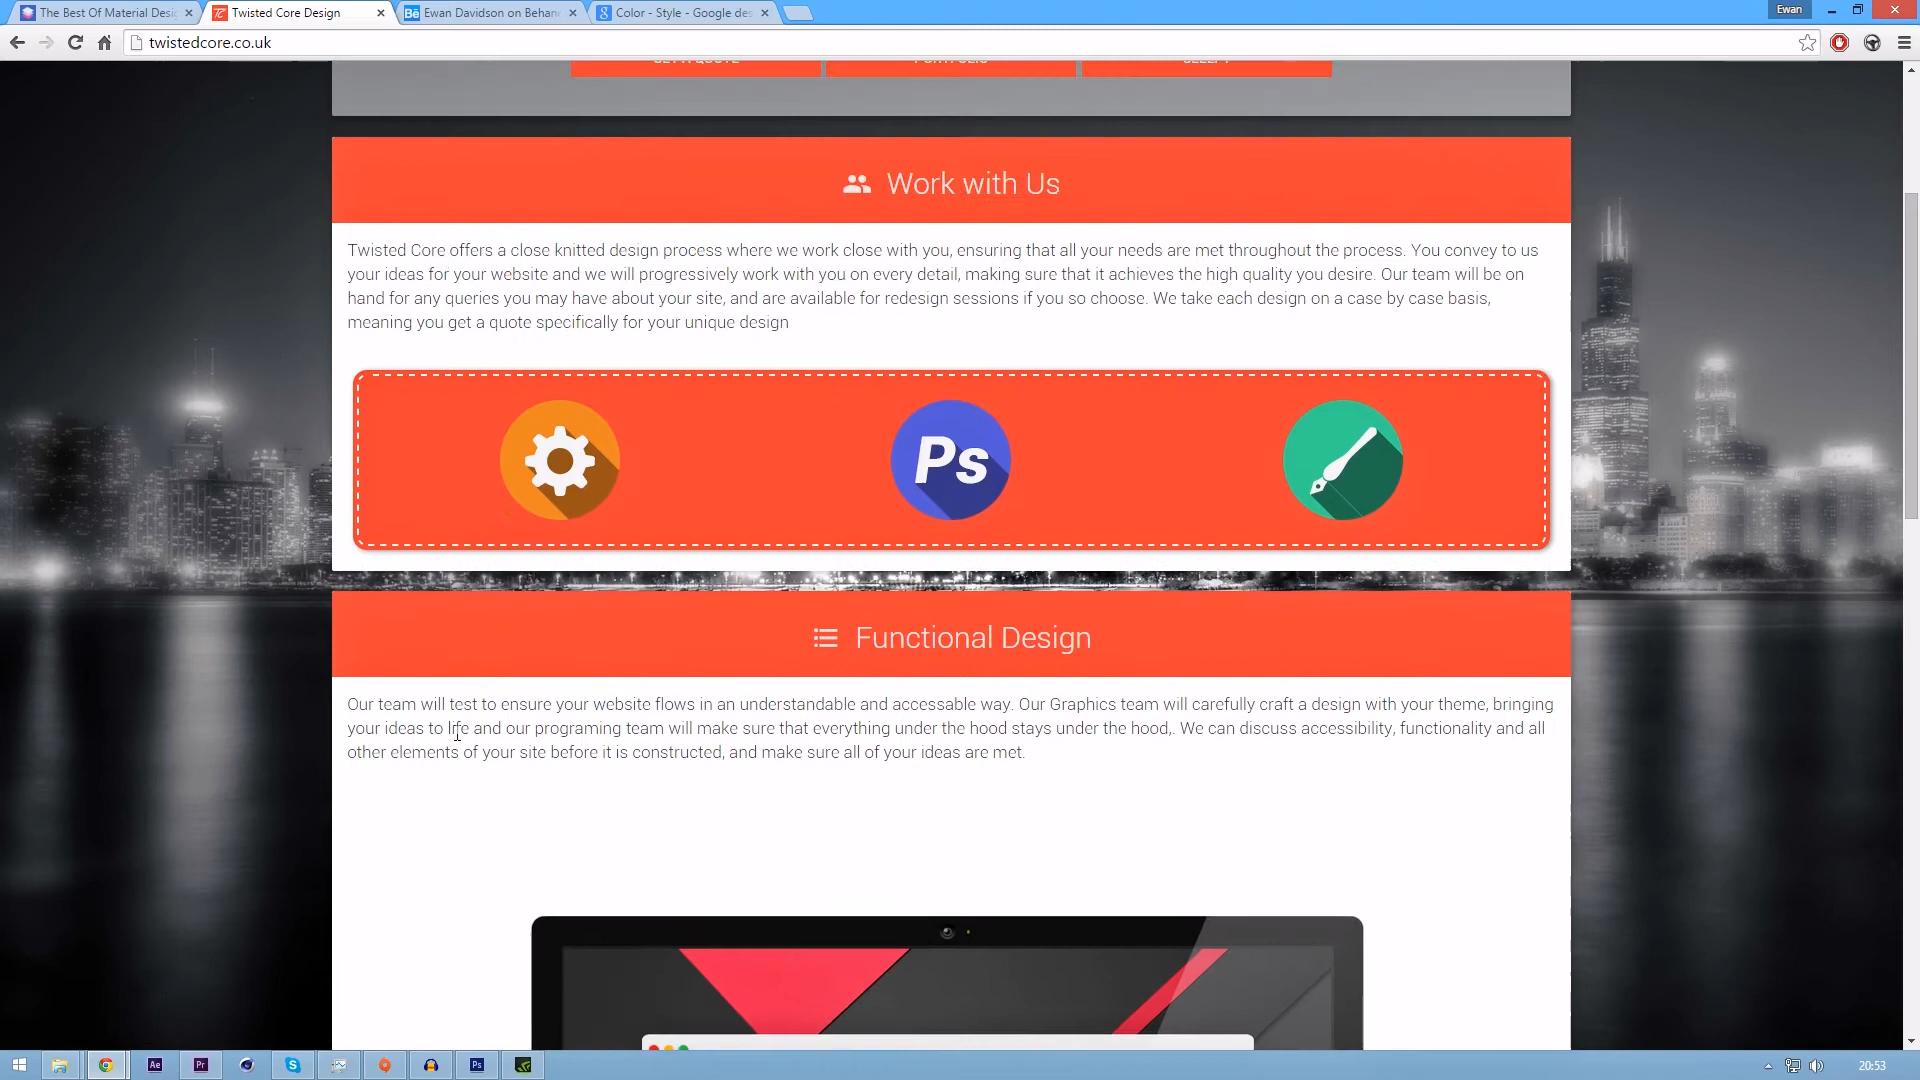 The Best Of Material Desi
Twisted Core Design
Ewan Davidson on Behan
Color - Style - Google des
Ewan
twistedcore.co.uk
Work with Us
Twisted Core offers a close knitted design process where we work close with you, ensuring that all your needs are met throughout the process. You convey to us
your ideas for your website and we will progressively work with you on every detail, making sure that it achieves the high quality you desire. Our team will be on
hand for any queries you may have about your site, and are available for redesign sessions if you so choose. We take each design on a case by case basis,
meaning you get a quote specifically for your unique design
Ps
Functional Design
Our team will test to ensure your website flows in an understandable and accessable way. Our Graphics team will carefully craft a design with your theme, bringing
your ideas to life and our programing team will make sure that everything under the hood stays under the hood,. We can discuss accessibility, functionality and all
other elements of your site before it is constructed, and make sure all of your ideas are met.
Ae
Pr
Ps
20:53